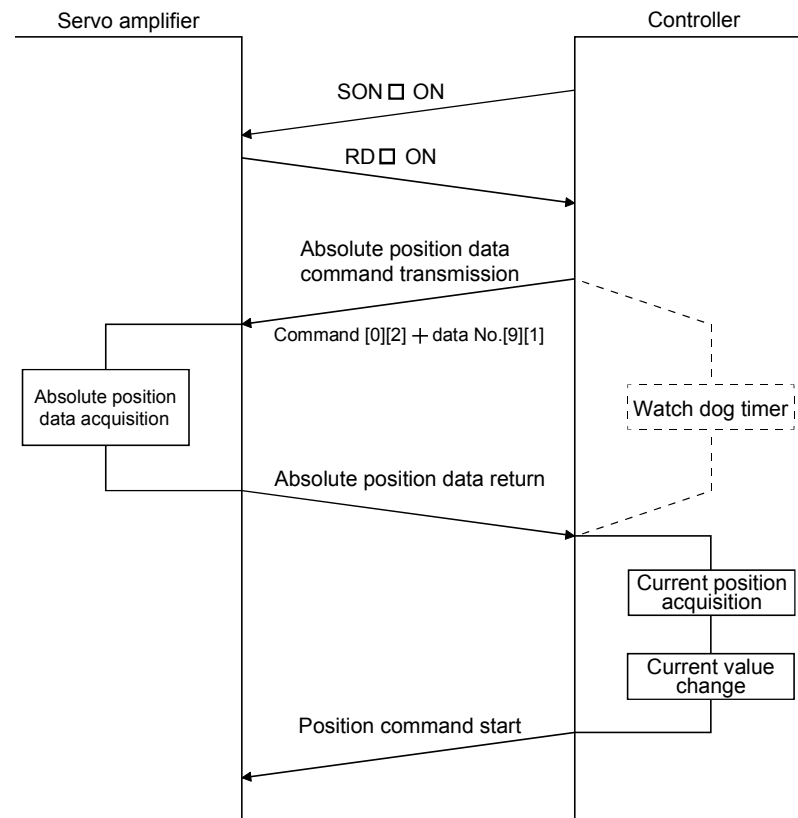 Servo amplifier
Controller
SON□ ON
RD□ ON
Absolute position data
command transmission
Command [0][2] + data No.[9][1]
Absolute position
data acquisition
Watch dog timer
Absolute position data return
Current position
acquisition
Current value
change
Position command start